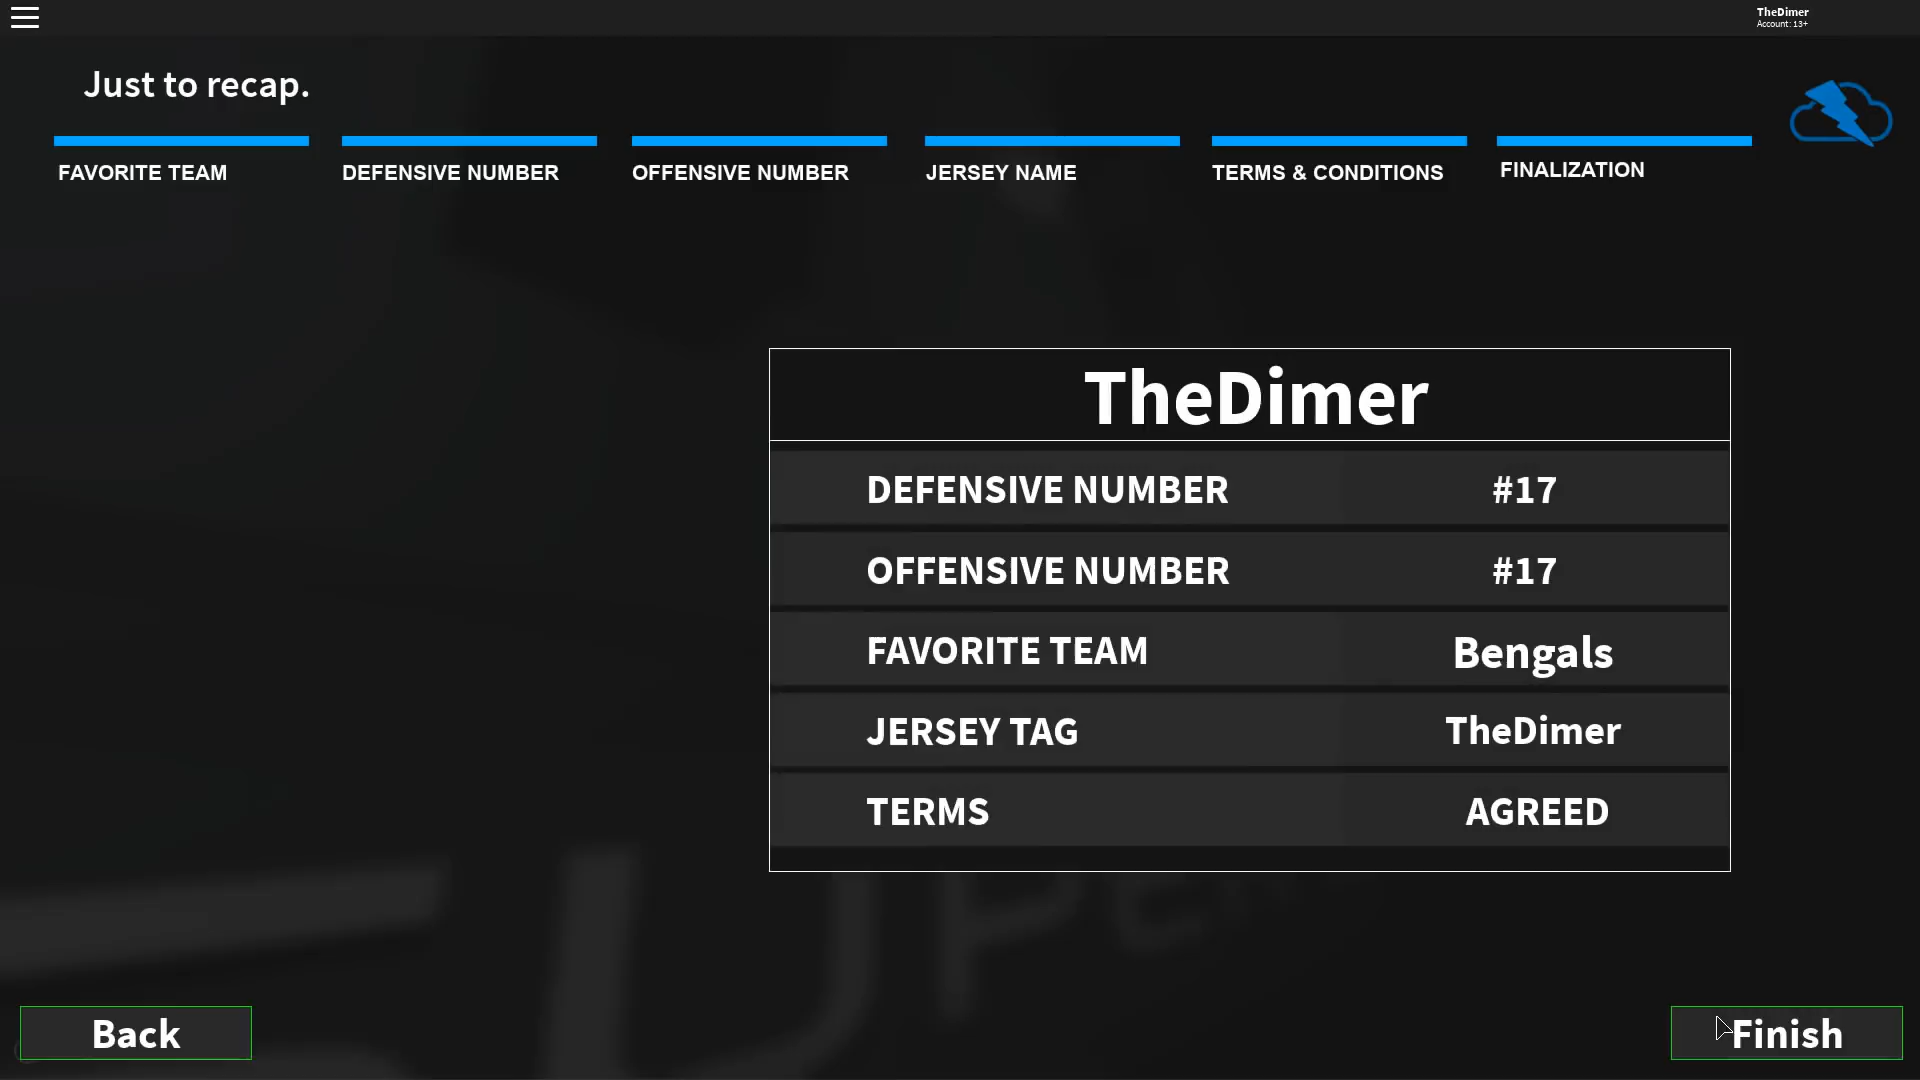 TheDimer
Account: 13+
Just to recap.
FAVORITE TEAM
DEFENSIVE NUMBER
OFFENSIVE NUMBER
JERSEY NAME
TERMS & CONDITIONS
FINALIZATION
TheDimer
DEFENSIVE NUMBER #17
OFFENSIVE NUMBER #17
FAVORITE TEAM Bengals
JERSEY TAG TheDimer
TERMS AGREED
Back
Finish